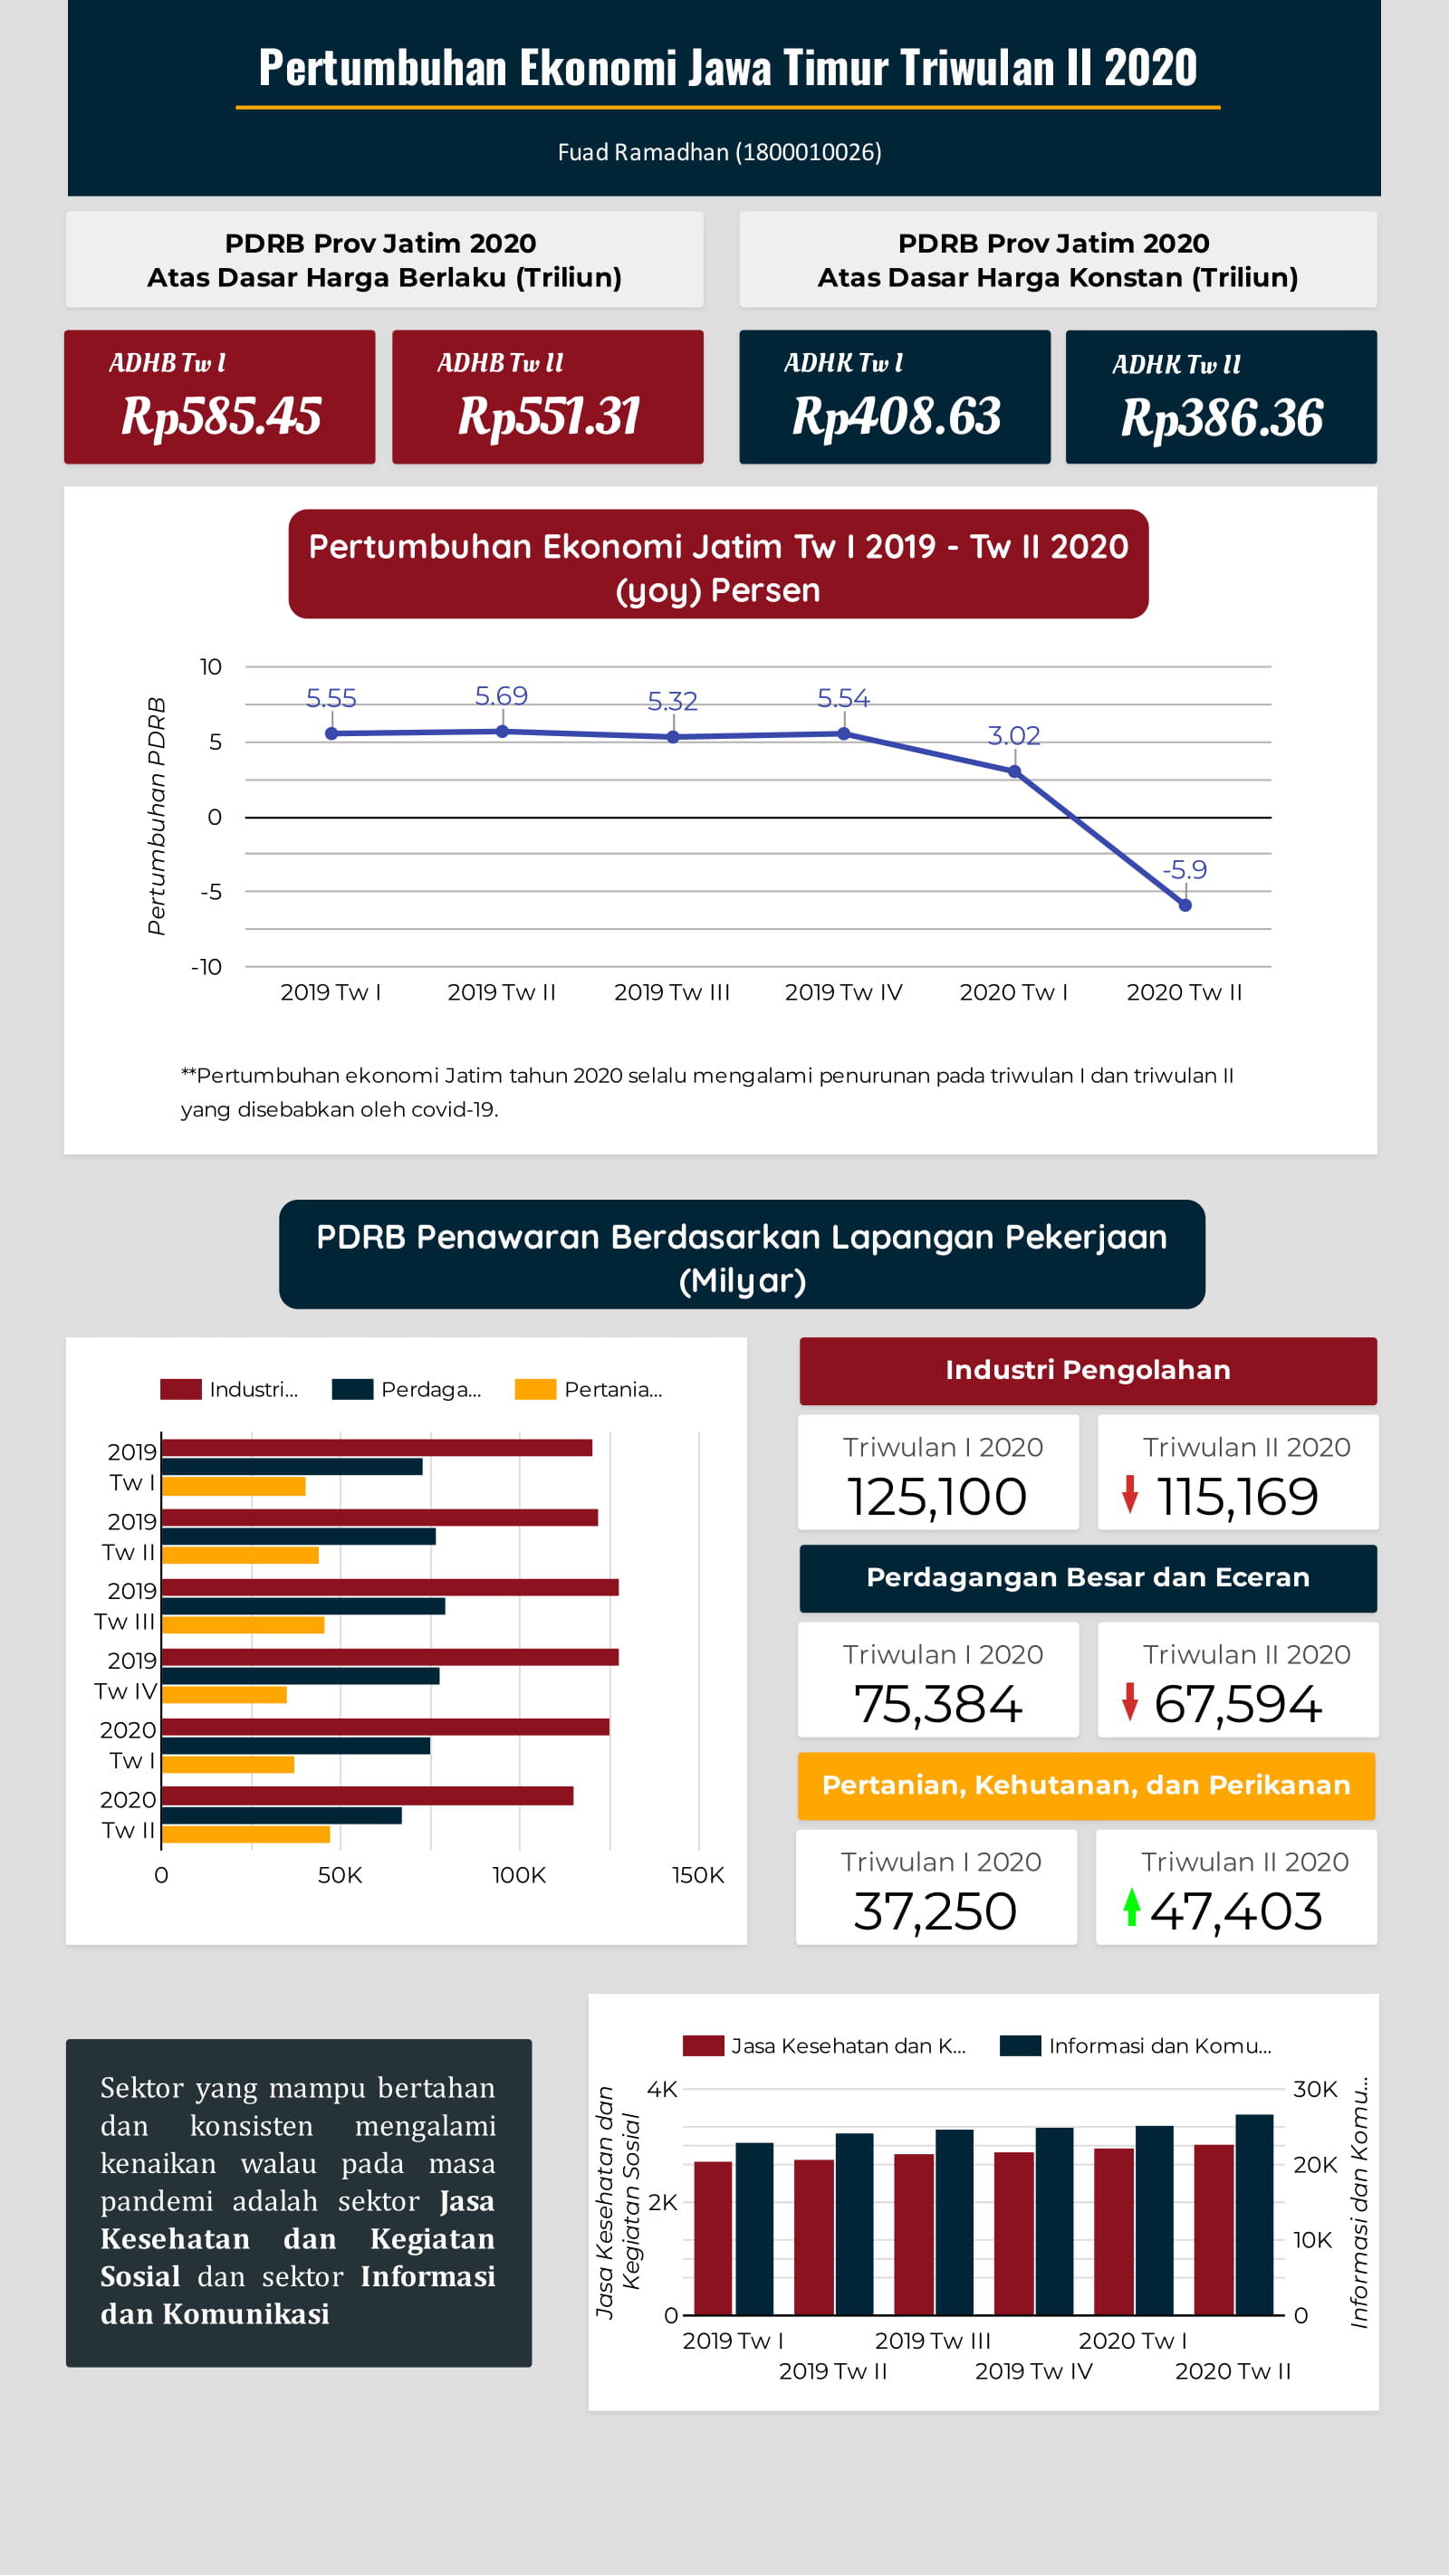 Pertumbuhan Ekonomi Jawa Timur Triwulan II 2020
Fuad Ramadhan (1800010026)
PDRB Prov Jatim 2020
Atas Dasar Harga Berlaku (Triliun)
PDRB Prov Jatim 2020
Atas Dasar Harga Konstan (Triliun)
ADHB Tw I
Rp585.45
ADHB Tw II
Rp551.31
ADHK Tw I
Rp408.63
ADHK Tw II
Rp386.36
Pertumbuhan Ekonomi Jatim Tw I 2019 - Tw II 2020
(yoy) Persen
Pertumbuhan PDRB
10
5
0
-5
-10
5.55
5.69
5.32
5.54
3.02
-5.9
2019 Tw I
2019 Tw II
2019 Tw III
2019 Tw IV
2020 Tw I
2020 Tw II
**Pertumbuhan ekonomi Jatim tahun 2020 selalu mengalami penurunan pada triwulan I dan triwulan II
yang disebabkan oleh covid-19.
PDRB Penawaran Berdasarkan Lapangan Pekerjaan
(Milyar)
Industri...
Perdaga...
Pertania...
2019
Tw I
2019
Tw II
2019
Tw III
2019
Tw IV
2020
Tw I
2020
Tw II
0
50K
100K
150K
Industri Pengolahan
Triwulan I 2020
125,100
Triwulan II 2020
115,169
Perdagangan Besar dan Eceran
Triwulan I 2020
75,384
Triwulan II 2020
67,594
Pertanian, Kehutanan, dan Perikanan
Triwulan I 2020
37,250
Triwulan II 2020
47,403
Sektor yang mampu bertahan
dan konsisten mengalami
kenaikan walau pada masa
pandemi adalah sektor Jasa
Kesehatan dan Kegiatan
Sosial dan sektor Informasi
dan Komunikasi
Jasa Kesehatan dan K...
Informasi dan Komu...
Jasa Kesehatan dan
Kegiatan Sosial
4K
2K
0
30K
20K
10K
0
Informasi dan Komu...
2019 Tw I
2019 Tw II
2019 Tw III
2019 Tw IV
2020 Tw I
2020 Tw II